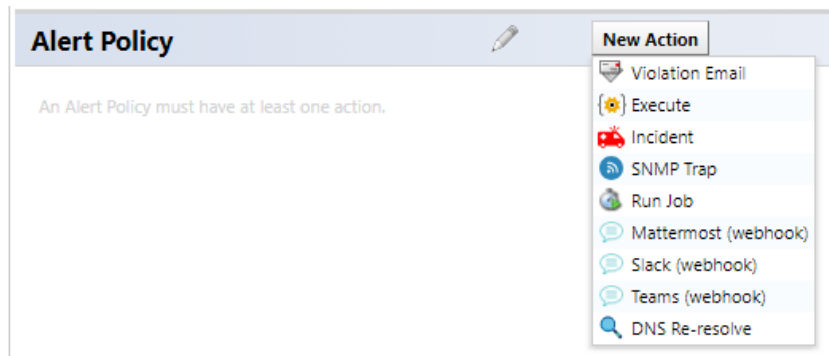 Alert Policy
New Action
An Alert Policy must have at least one action.
Violation Email
Execute
Incident
SNMP Trap
Run Job
Mattermost (webhook)
Slack (webhook)
Teams (webhook)
DNS Re-resolve